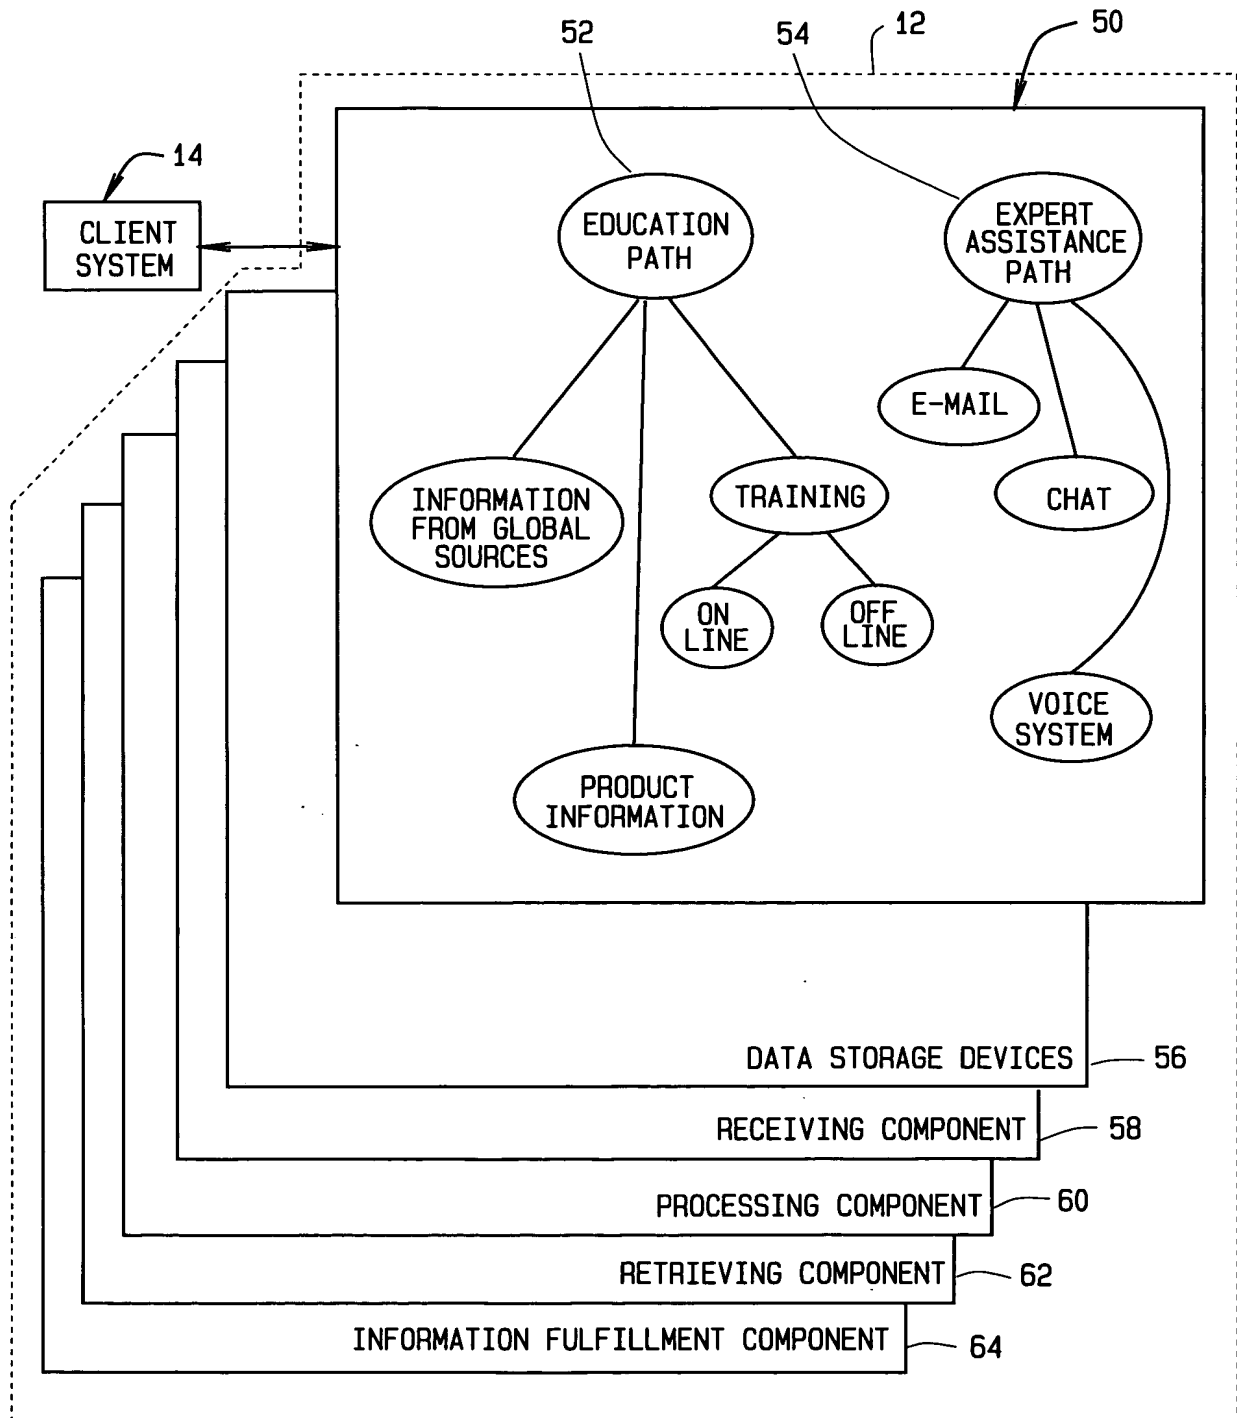 52
54
12
50
14
CLIENT
SYSTEM
EDUCATION
PATH
EXPERT
ASSISTANCE
PATH
E-MAIL
CHAT
INFORMATION
FROM GLOBAL
SOURCES
TRAINING
ON
LINE
OFF
LINE
VOICE
SYSTEM
PRODUCT
INFORMATION
DATA STORAGE DEVICES
56
RECEIVING COMPONENT
58
PROCESSING COMPONENT
60
RETRIEVING COMPONENT
62
INFORMATION FULFILLMENT COMPONENT
64